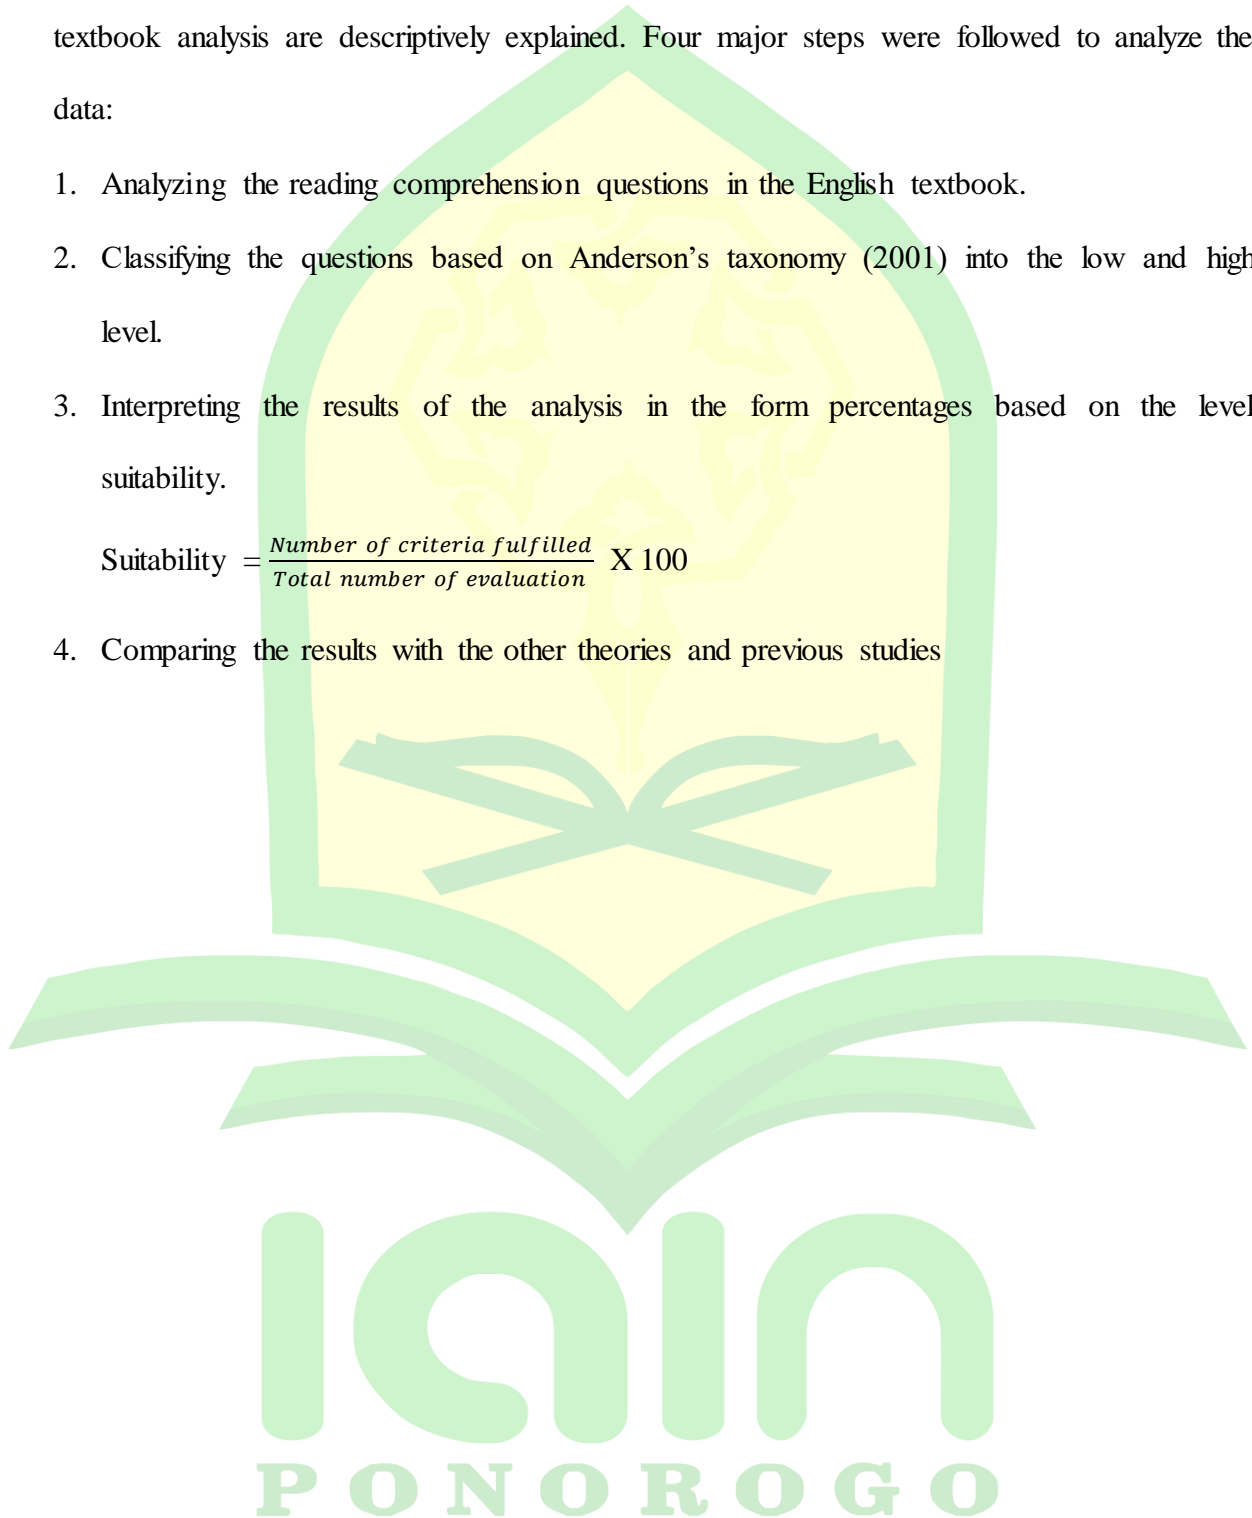 textbook analysis are descriptively explained. Four major steps were followed to analyze the
data:
1. Analyzing the reading comprehension questions in the English textbook.
2. Classifying the questions based on Anderson's taxonomy (2001) into the low and high
level.
3. Interpreting the results of the analysis in the form percentages based on the level
suitability.
Suitability = Number of criteria fulfilled / Total number of evaluation X 100
4. Comparing the results with the other theories and previous studies
iain
PONOROGO